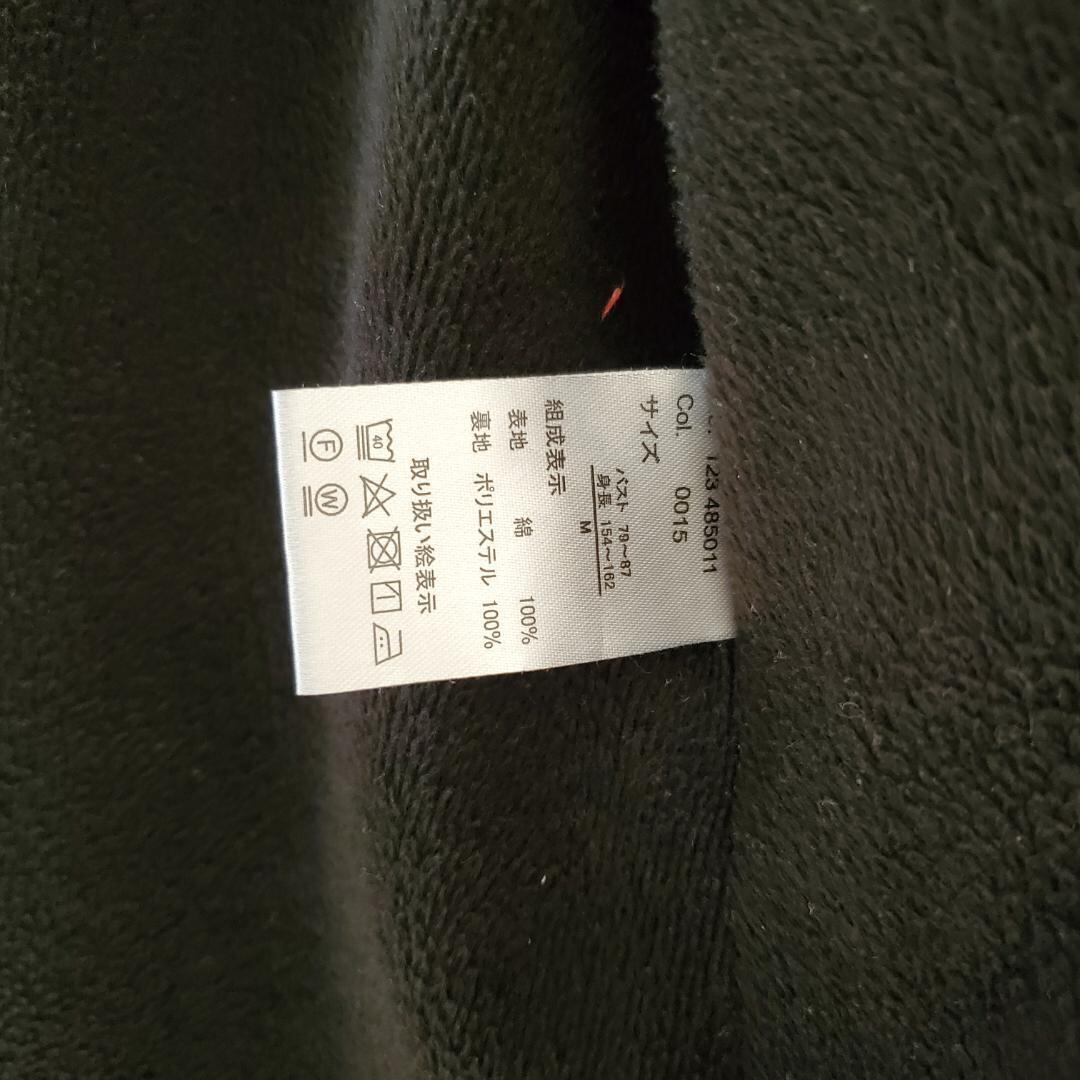 123 485011
Col. 0015
サイズ
バスト 79～87
身長 154～162
M
組成表示
表地 綿 100%
裏地 ポリエステル 100%
取り扱い絵表示
40
F W